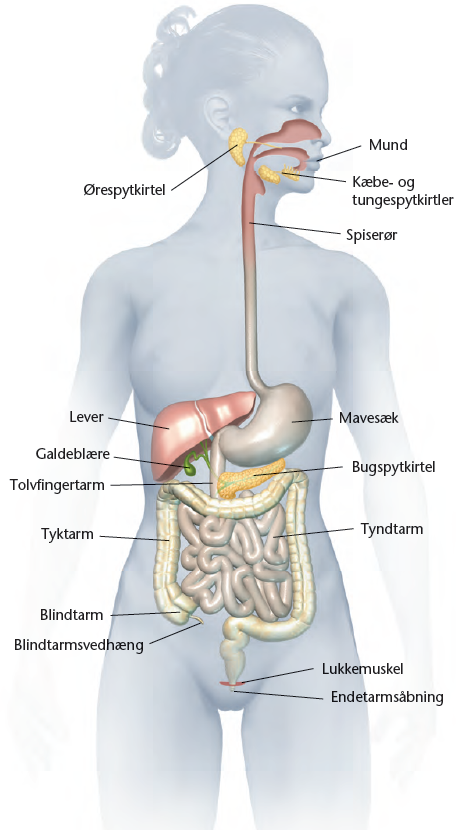 Mund
Ørespytkirtel
Kæbe- og
tungespytkirtler
Spiserør
Lever
Mavesæk
Galdeblære
Bugspytkirtel
Tolvfingertarm
Tyktarm
Tyndtarm
Blindtarm
Blindtarmsvedhæng
Lukkemuskel
Endetarmsåbning